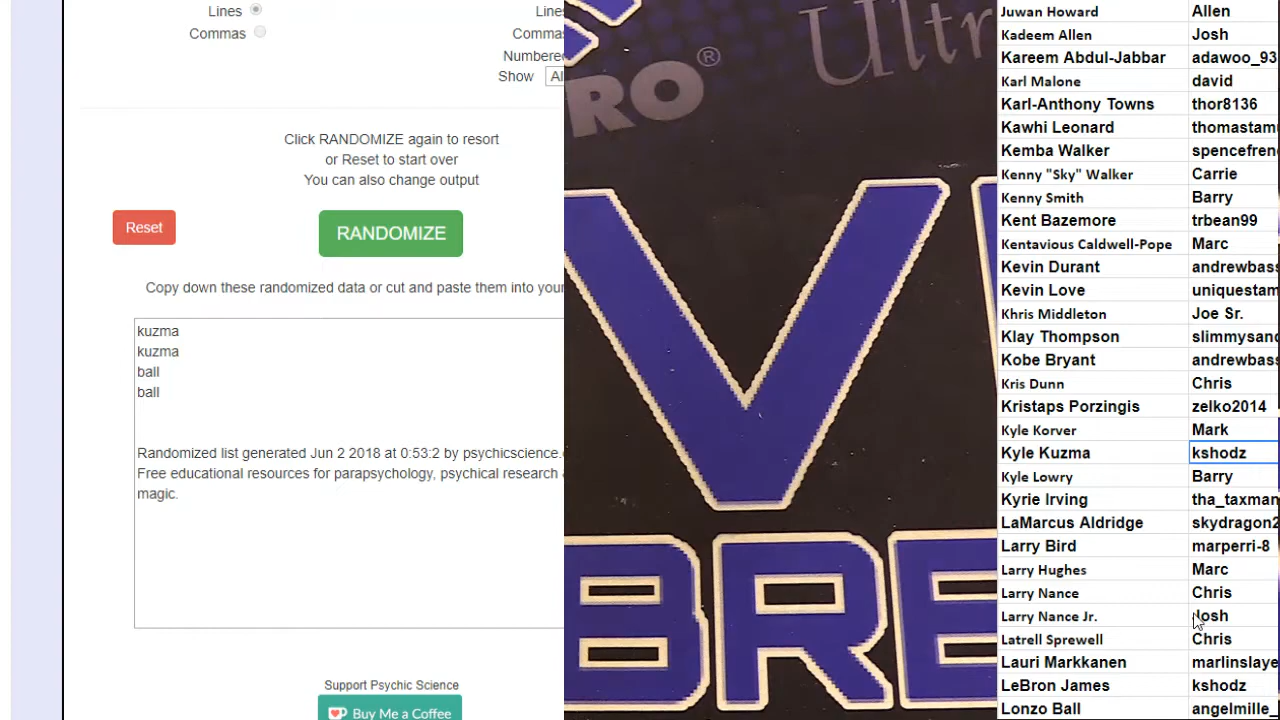 Lines
Commas
Lines
Commas
Numbered
Show
Click RANDOMIZE again to resort
or Reset to start over
You can also change output
Reset
RANDOMIZE
Copy down these randomized data or cut and paste them into your
kuzma
kuzma
ball
ball
Randomized list generated Jun 2 2018 at 0:53:2 by psychicscience.
Free educational resources for parapsychology, psychical research
magic.
Support Psychic Science
Buy Me a Coffee
RO®
Ultr
V
BRE
Juwan Howard Allen
Kadeem Allen Josh
Kareem Abdul-Jabbar adawoo_93
Karl Malone david
Karl-Anthony Towns thor8136
Kawhi Leonard thomastam
Kemba Walker spencefren
Kenny "Sky" Walker Carrie
Kenny Smith Barry
Kent Bazemore trbean99
Kentavious Caldwell-Pope Marc
Kevin Durant andrewbass
Kevin Love uniquestam
Khris Middleton Joe Sr.
Klay Thompson slimmysand
Kobe Bryant andrewbass
Kris Dunn Chris
Kristaps Porzingis zelko2014
Kyle Korver Mark
Kyle Kuzma kshodz
Kyle Lowry Barry
Kyrie Irving tha_taxman
LaMarcus Aldridge skydragon2
Larry Bird marperri-8
Larry Hughes Marc
Larry Nance Chris
Larry Nance Jr. Josh
Latrell Sprewell Chris
Lauri Markkanen marlinslaye
LeBron James kshodz
Lonzo Ball angelmille_